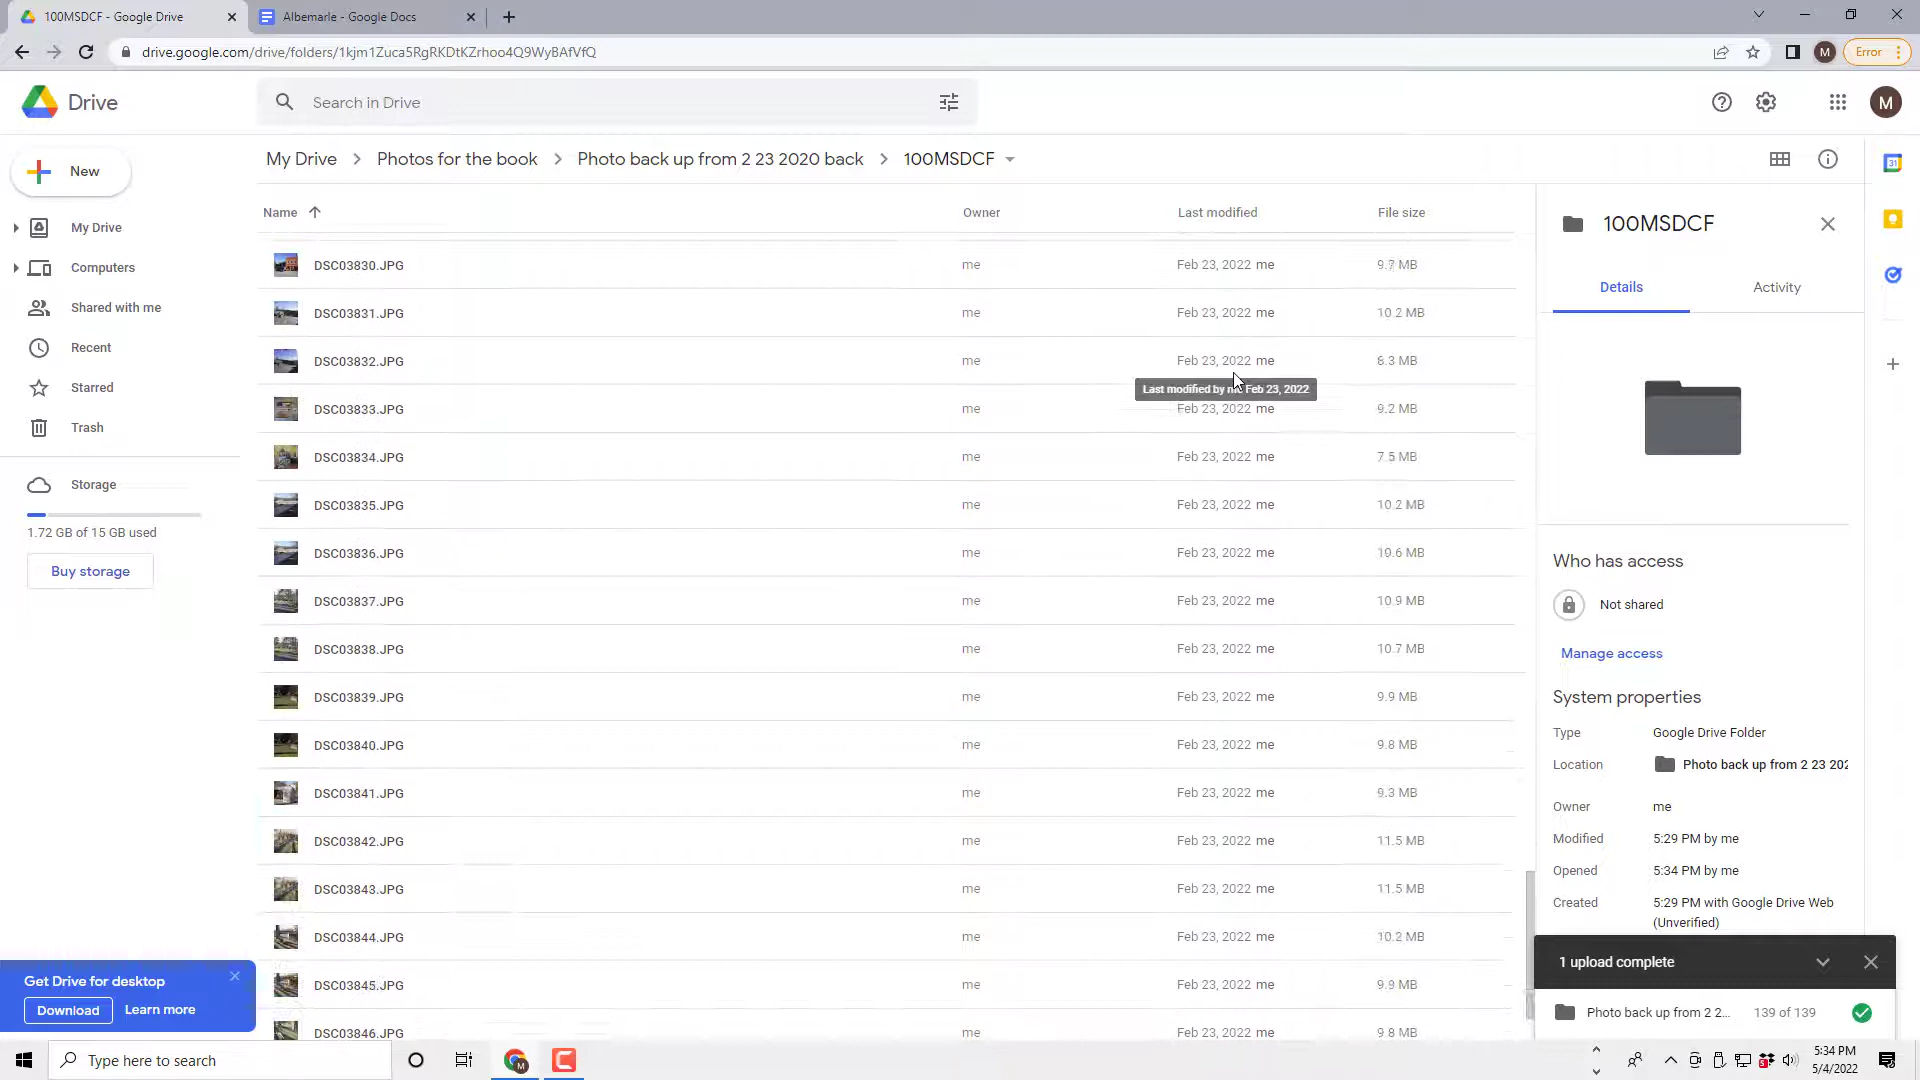 100MSDCF - Google Drive
Albemarle - Google Docs
drive.google.com/drive/folders/1kjm1Zuca5RgRKDtKZrhoo4Q9WyBAfVfQ
M
Error
Drive
Search in Drive
M
New
My Drive
Computers
Shared with me
Recent
Starred
Trash
Storage
1.72 GB of 15 GB used
Buy storage
Get Drive for desktop
Download Learn more
My Drive > Photos for the book > Photo back up from 2 23 2020 back > 100MSDCF
Name Owner Last modified File size
DSC03830.JPG me Feb 23, 2022 me 9.7 MB
DSC03831.JPG me Feb 23, 2022 me 10.2 MB
DSC03832.JPG me Feb 23, 2022 me 6.3 MB
Last modified by me Feb 23, 2022
DSC03833.JPG me Feb 23, 2022 me 9.2 MB
DSC03834.JPG me Feb 23, 2022 me 7.5 MB
DSC03835.JPG me Feb 23, 2022 me 10.2 MB
DSC03836.JPG me Feb 23, 2022 me 10.6 MB
DSC03837.JPG me Feb 23, 2022 me 10.9 MB
DSC03838.JPG me Feb 23, 2022 me 10.7 MB
DSC03839.JPG me Feb 23, 2022 me 9.9 MB
DSC03840.JPG me Feb 23, 2022 me 9.8 MB
DSC03841.JPG me Feb 23, 2022 me 9.3 MB
DSC03842.JPG me Feb 23, 2022 me 11.5 MB
DSC03843.JPG me Feb 23, 2022 me 11.5 MB
DSC03844.JPG me Feb 23, 2022 me 10.2 MB
DSC03845.JPG me Feb 23, 2022 me 9.9 MB
DSC03846.JPG me Feb 23, 2022 me 9.8 MB
100MSDCF
Details Activity
Who has access
Not shared
Manage access
System properties
Type Google Drive Folder
Location Photo back up from 2 23 202
Owner me
Modified 5:29 PM by me
Opened 5:34 PM by me
Created 5:29 PM with Google Drive Web
(Unverified)
1 upload complete
Photo back up from 2 2... 139 of 139
31
Type here to search
5:34 PM
5/4/2022